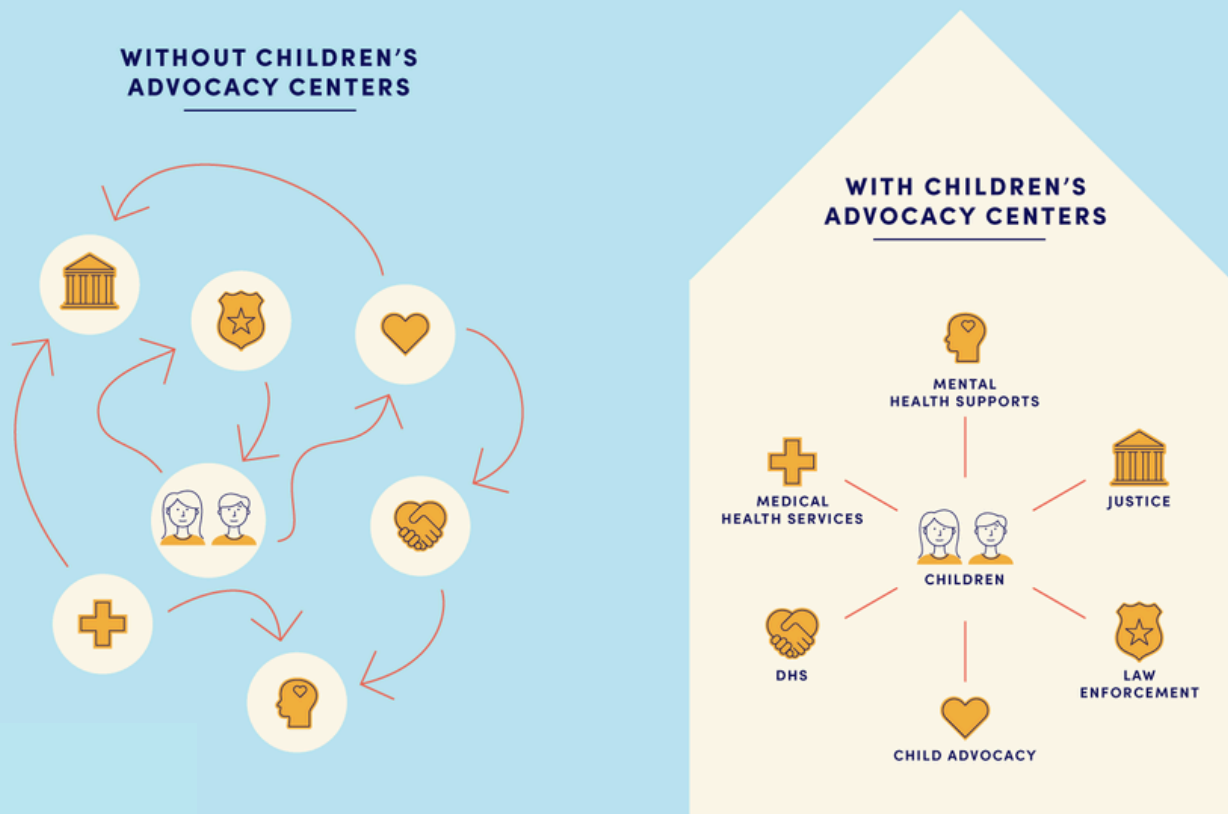 WITHOUT CHILDREN'S
ADVOCACY CENTERS
WITH CHILDREN'S
ADVOCACY CENTERS
MENTAL
HEALTH SUPPORTS
MEDICAL
HEALTH SERVICES
JUSTICE
CHILDREN
DHS
LAW
ENFORCEMENT
CHILD ADVOCACY